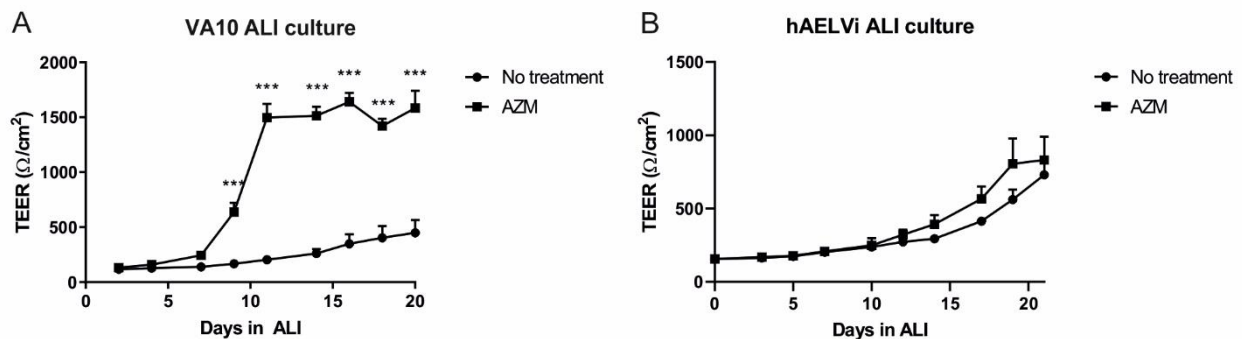 A
VA10 ALI culture
2000
1500
1000
500
0
TEER (Ω/cm²)
***
***
***
***
***
***
0
5
10
15
20
Days in ALI
No treatment
AZM
B
hAELVi ALI culture
1500
1000
500
0
TEER (Ω/cm²)
0
5
10
15
20
Days in ALI
No treatment
AZM